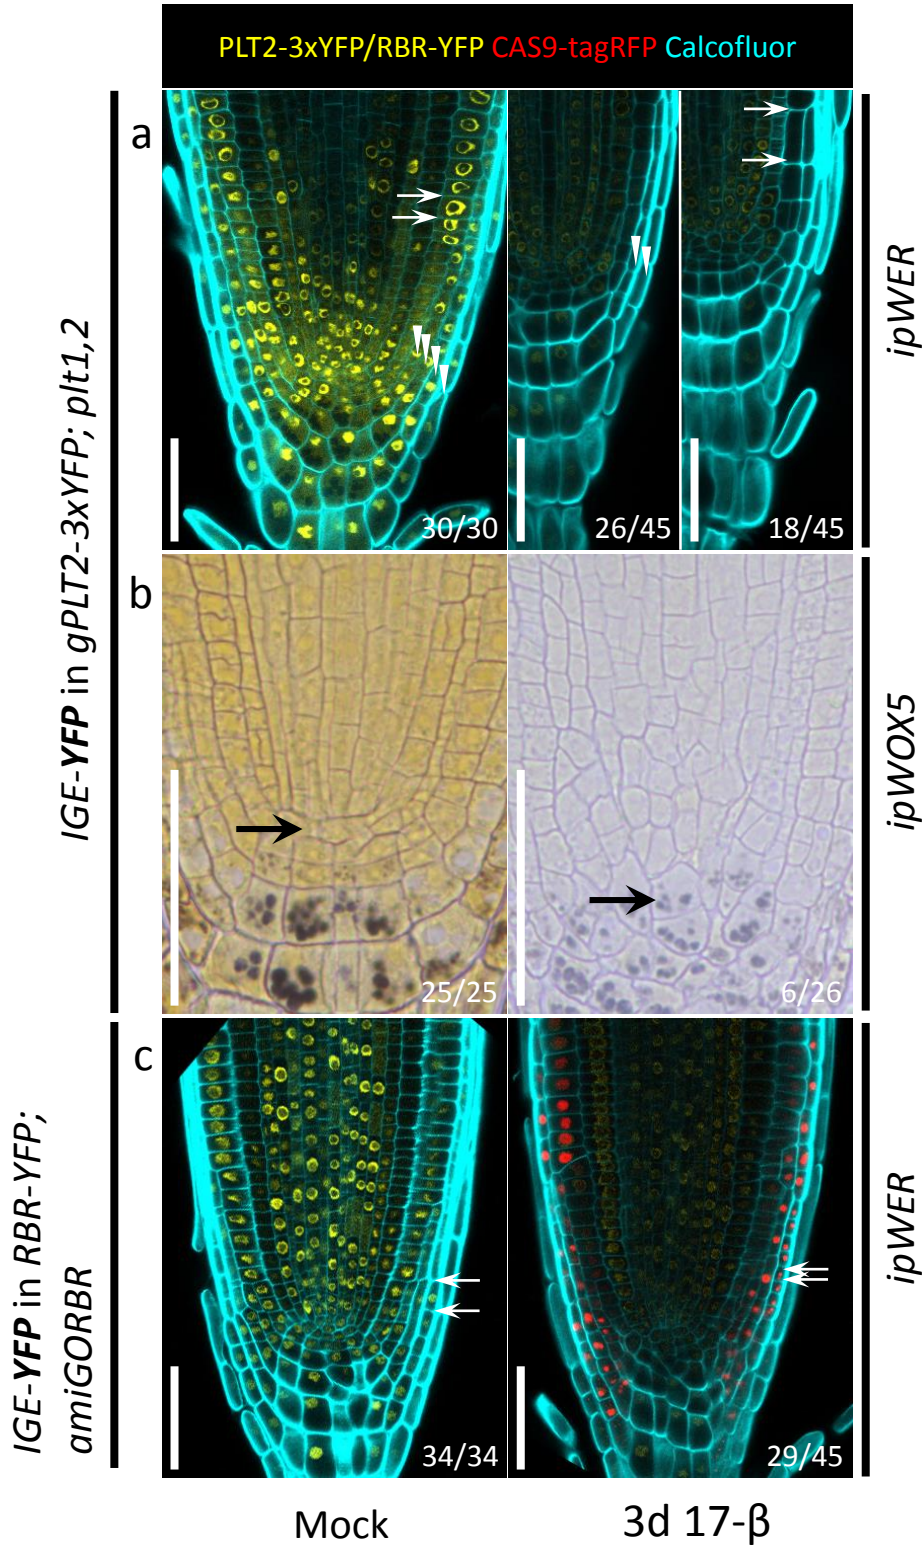 PLT2-3xYFP/RBR-YFP CAS9-tagRFP Calcofluor
a
30/30
26/45
18/45
ipWER
IGE-YFP in gPLT2-3xYFP; plt1,2
b
25/25
6/26
ipWOX5
c
34/34
29/45
ipWER
IGE-YFP in RBR-YFP;
amiGORBR
Mock
3d 17-β